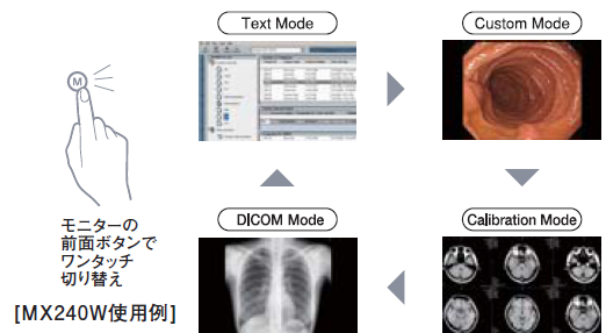 Text Mode
Custom Mode
M
モニターの
前面ボタンで
ワンタッチ
切り替え
[MX240W使用例]
DICOM Mode
Calibration Mode